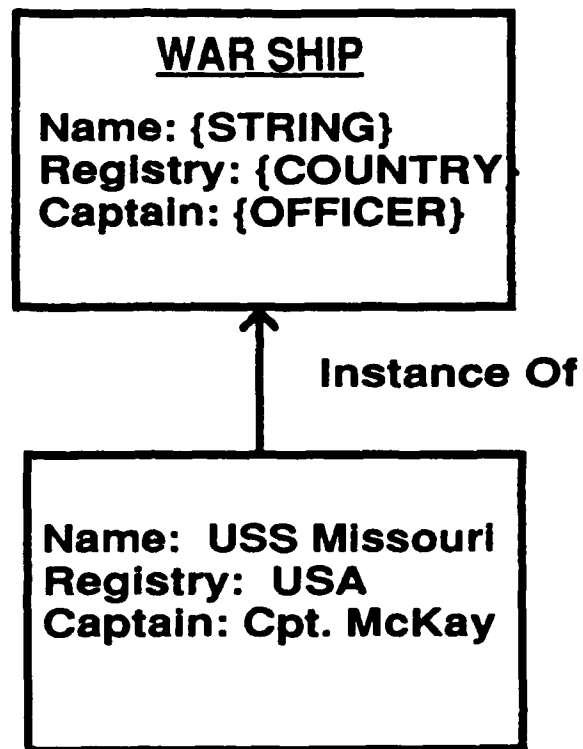 WAR SHIP
Name: {STRING}
Registry: {COUNTRY}
Captain: {OFFICER}
Instance Of
Name: USS Missouri
Registry: USA
Captain: Cpt. McKay